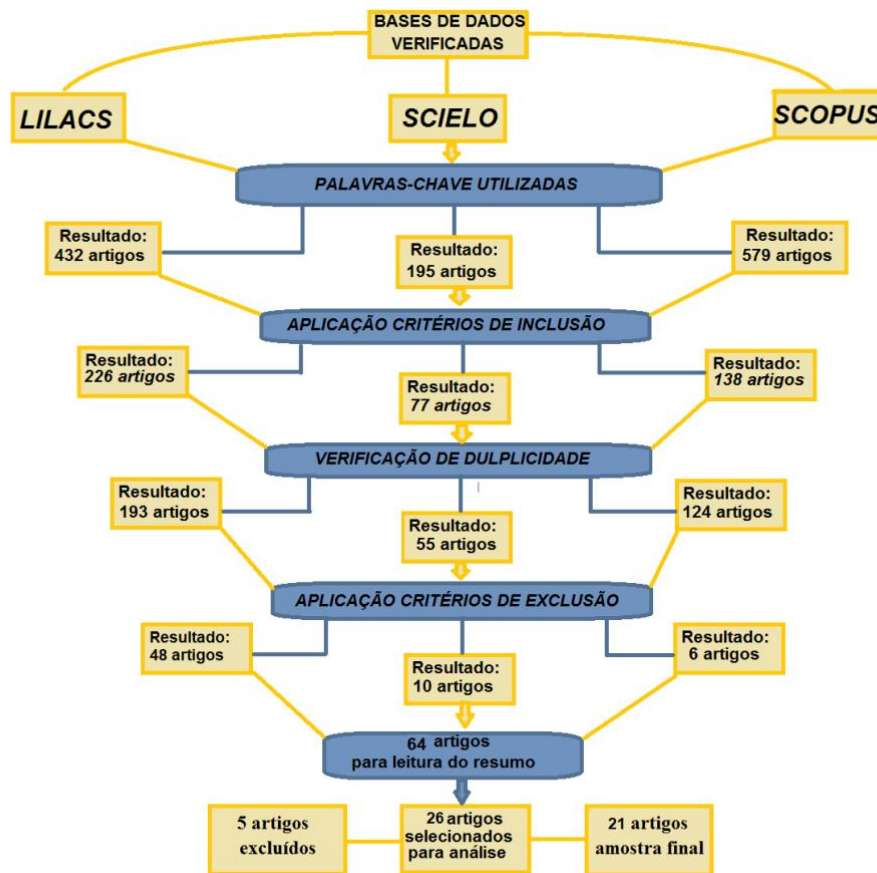 BASES DE DADOS
VERIFICADAS
LILACS
SCIELO
SCOPUS
PALAVRAS-CHAVE UTILIZADAS
Resultado:
432 artigos
Resultado:
195 artigos
Resultado:
579 artigos
APLICAÇÃO CRITÉRIOS DE INCLUSÃO
Resultado:
226 artigos
Resultado:
77 artigos
Resultado:
138 artigos
VERIFICAÇÃO DE DULPLICIDADE
Resultado:
193 artigos
Resultado:
55 artigos
Resultado:
124 artigos
APLICAÇÃO CRITÉRIOS DE EXCLUSÃO
Resultado:
48 artigos
Resultado:
10 artigos
Resultado:
6 artigos
64 artigos
para leitura do resumo
5 artigos
excluídos
26 artigos
selecionados
para análise
21 artigos
amostra final